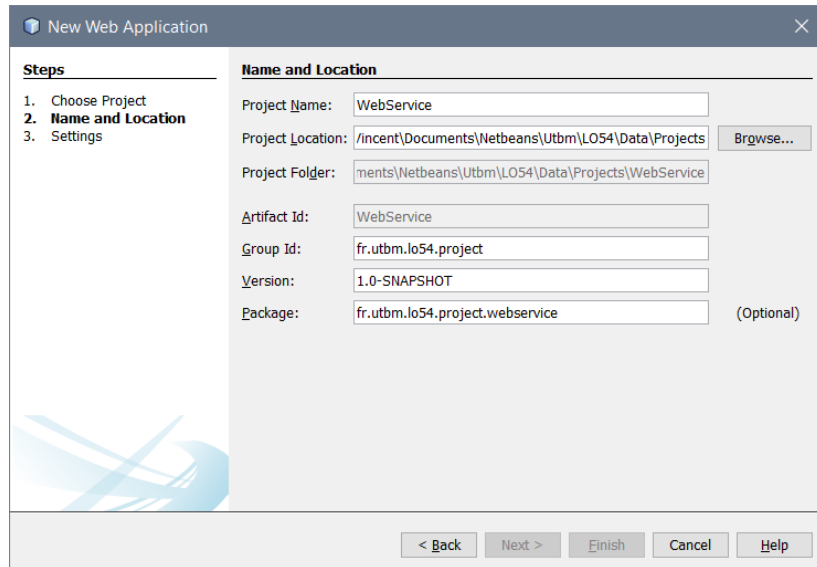 New Web Application
Steps
1. Choose Project
2. Name and Location
3. Settings
Name and Location
Project Name: WebService
Project Location: /incent\Documents\Netbeans\Utbm\LO54\Data\Projects Browse...
Project Folder: ments\Netbeans\Utbm\LO54\Data\Projects\WebService
Artifact Id: WebService
Group Id: fr.utbm.lo54.project
Version: 1.0-SNAPSHOT
Package: fr.utbm.lo54.project.webservice (Optional)
< Back Next > Finish Cancel Help